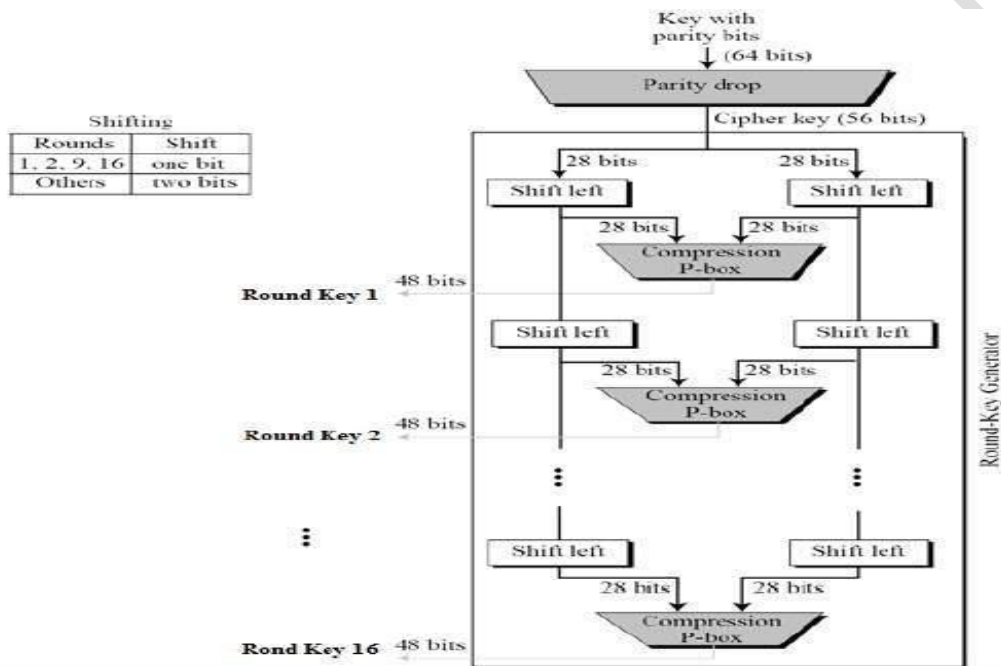 Key with
parity bits
(64 bits)
Parity drop
Cipher key (56 bits)
Shifting
Rounds Shift
1, 2, 9, 16 one bit
Others two bits
28 bits 28 bits
Shift left Shift left
28 bits 28 bits
Compression
P-box
48 bits
Round Key 1
Shift left Shift left
28 bits 28 bits
Compression
P-box
48 bits
Round Key 2
Round-Key Generator
Shift left Shift left
28 bits 28 bits
Compression
P-box
48 bits
Rond Key 16